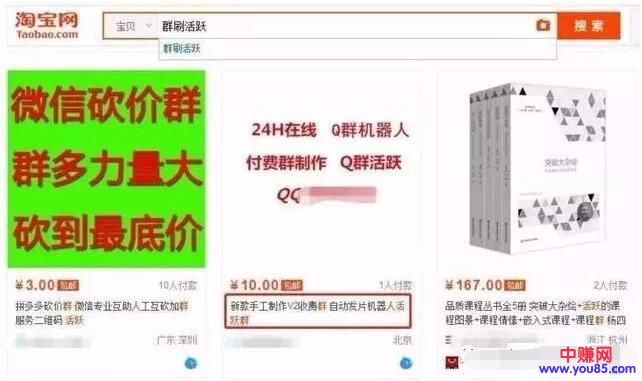 淘宝网
Taobao.com
宝贝
群刷活跃
搜索
群刷活跃
微信砍价群
群多力量大
砍到最底价
24H在线 Q群机器人
付费群制作 Q群活跃
QQ
突破大杂烩
¥3.00 包邮 10人付款
拼多多砍价群 微信专业互助人工互砍加群
服务二维码 活跃
广东 深圳
¥10.00 包邮 1人付款
新款手工制作V2收费群 自动发片机器人活
跃群
北京
¥167.00 包邮 2人付款
品质课程丛书全5册 突破大杂烩+活跃的课
程图景+课程情愫+嵌入式课程+课程群 杨四
浙江 杭州
中赚网
www.you85.com